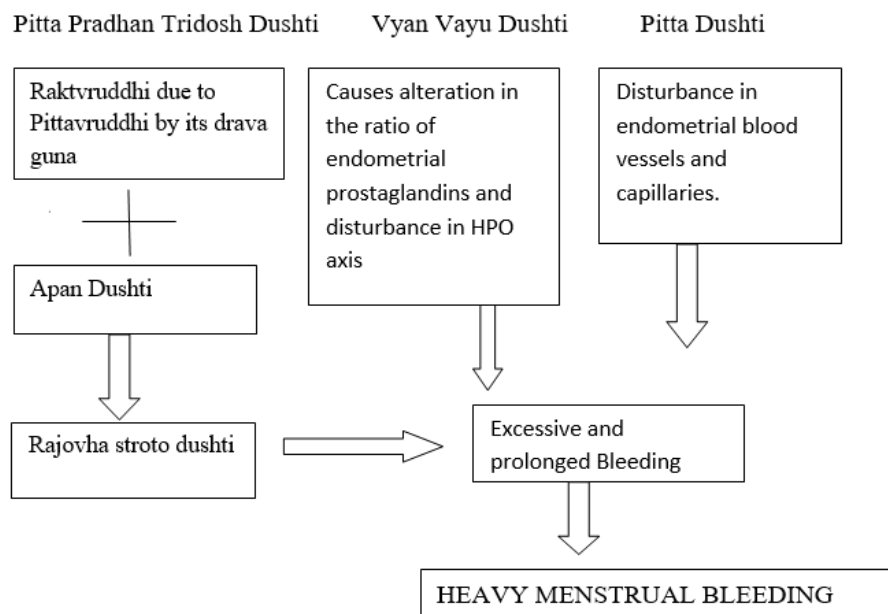 Pitta Pradhan Tridosh Dushti
Vyan Vayu Dushti
Pitta Dushti
Raktvruddhi due to
Pittavruddhi by its drava
guna
Causes alteration in
the ratio of
endometrial
prostaglandins and
disturbance in HPO
axis
Disturbance in
endometrial blood
vessels and
capillaries.
Apan Dushti
Rajovha stroto dushti
Excessive and
prolonged Bleeding
HEAVY MENSTRUAL BLEEDING